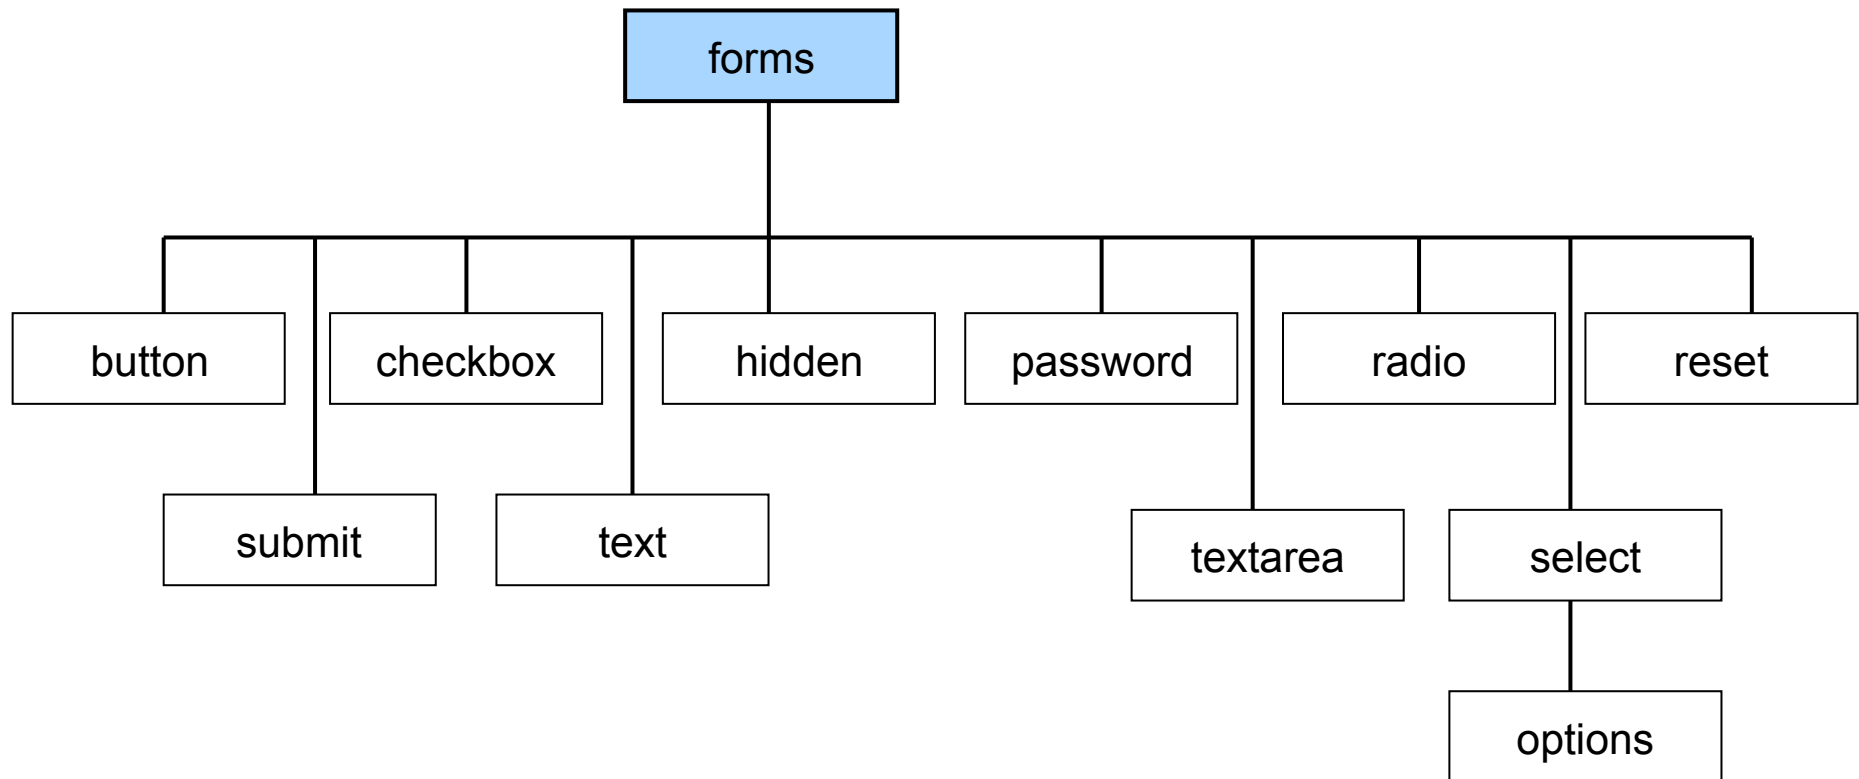 forms
button
checkbox
hidden
password
radio
reset
submit
text
textarea
select
options